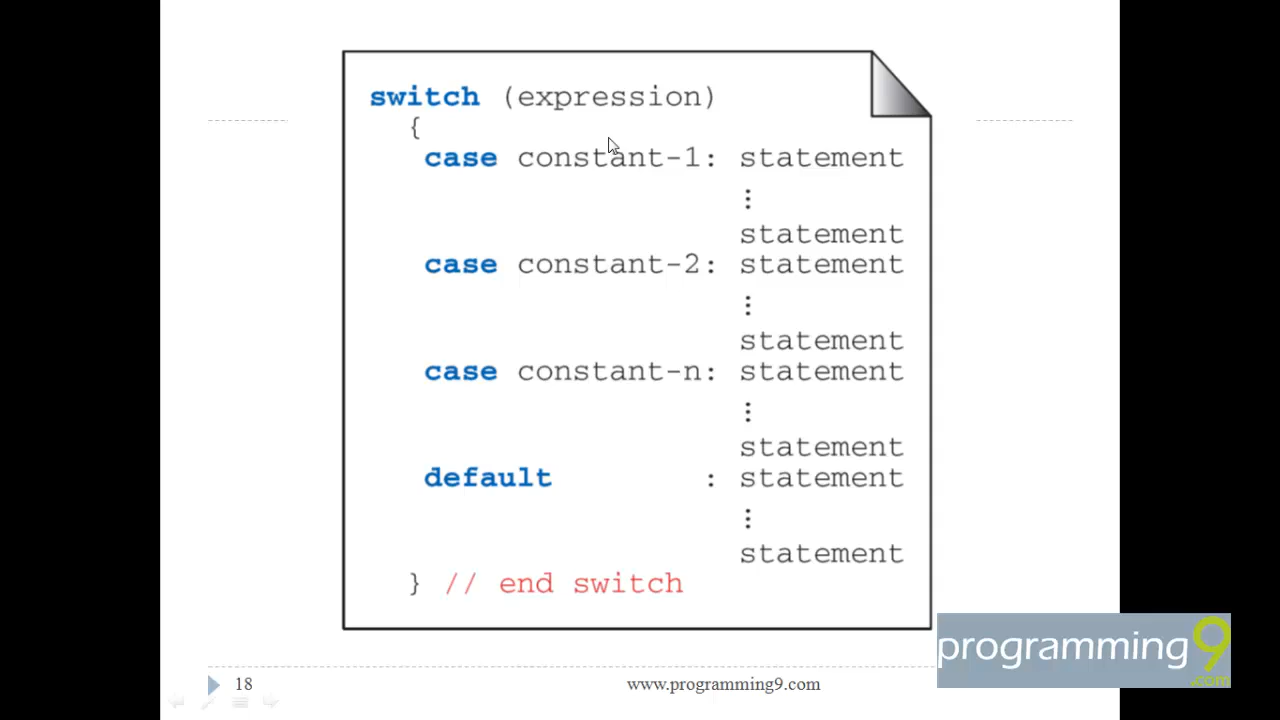 switch (expression)
{
case constant-1: statement
⋮
statement
case constant-2: statement
⋮
statement
case constant-n: statement
⋮
statement
default : statement
⋮
statement
} // end switch
programming9
.com
18
www.programming9.com